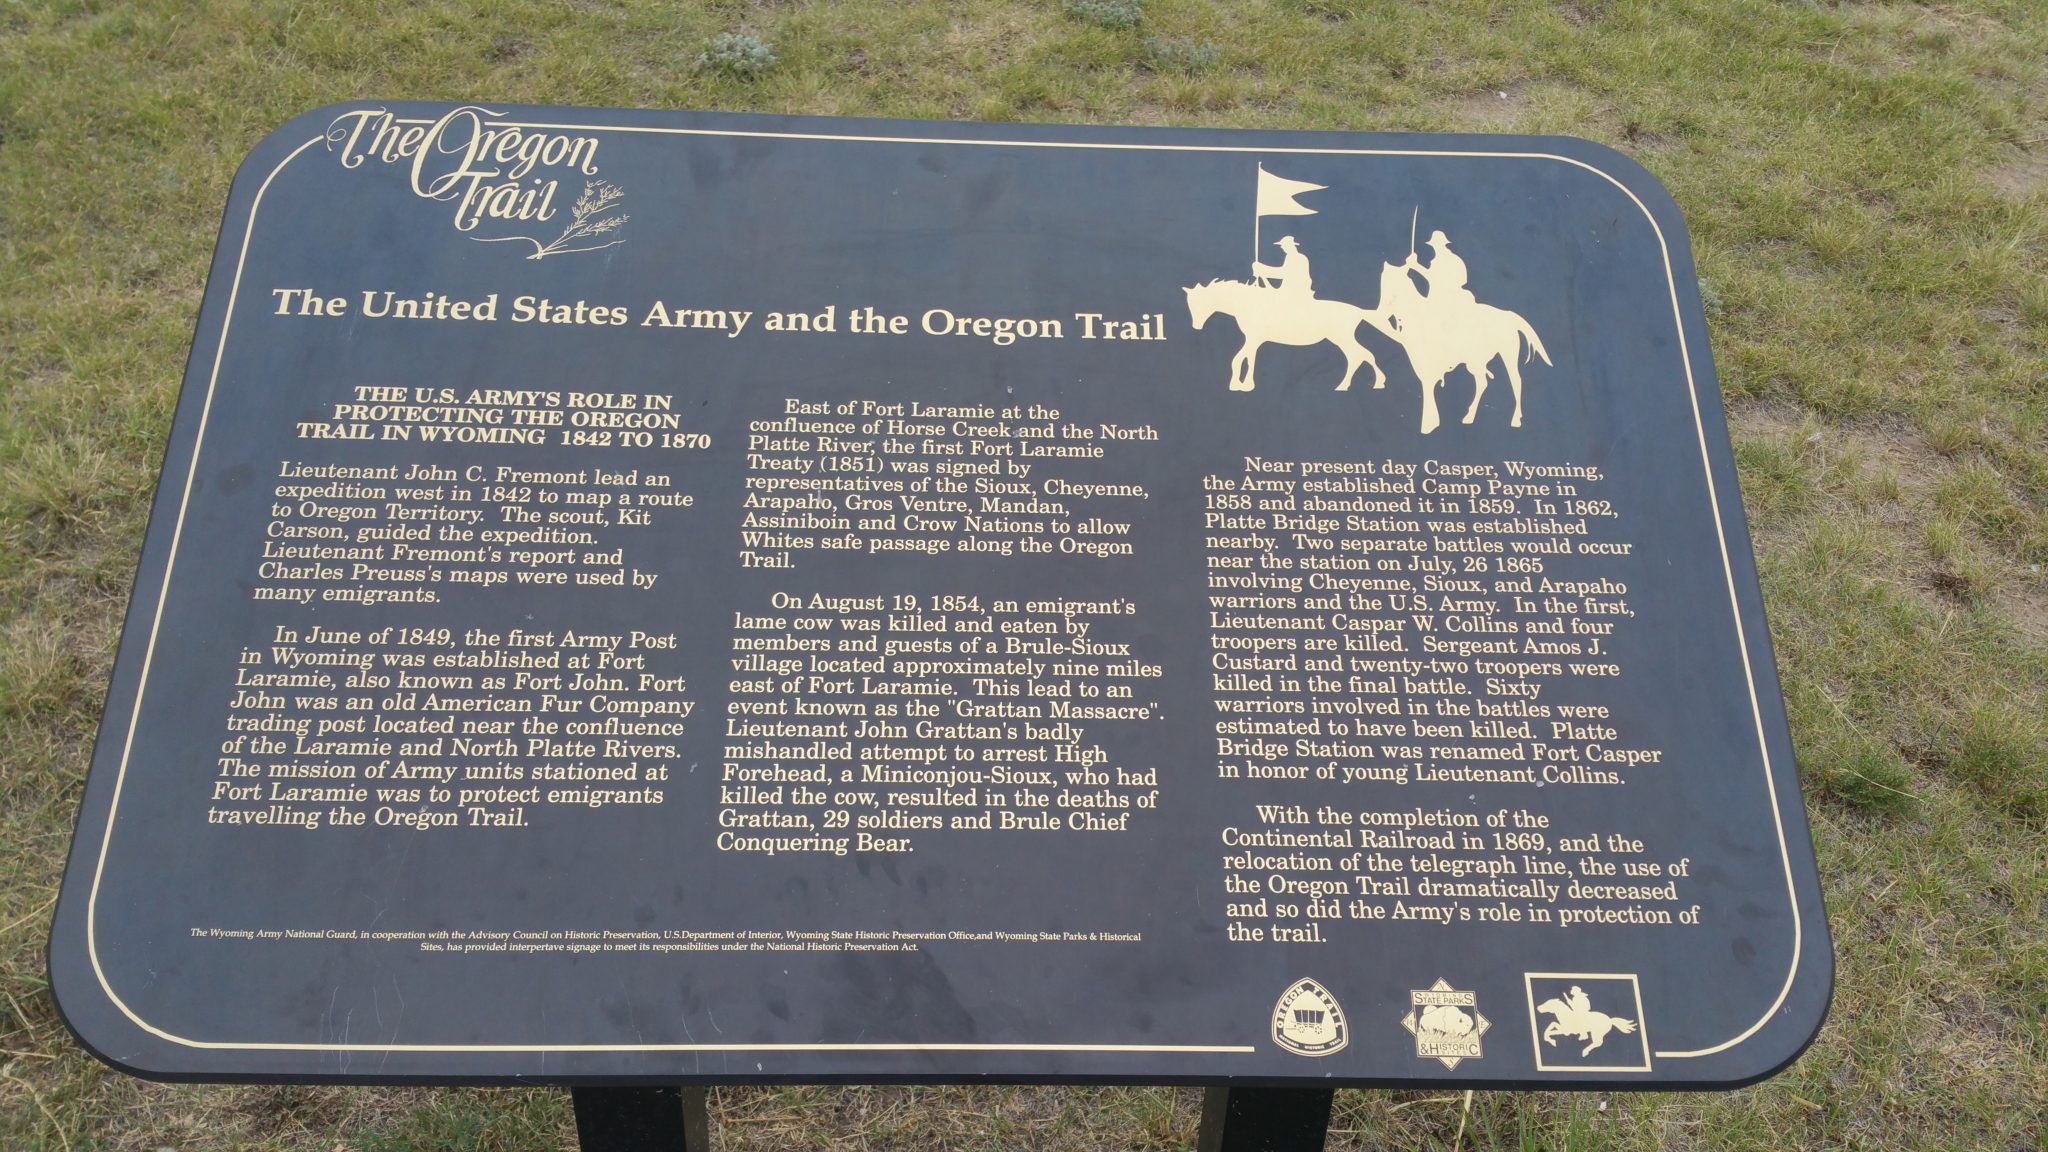 The Oregon
Trail
The United States Army and the Oregon Trail
THE U.S. ARMY'S ROLE IN
PROTECTING THE OREGON
TRAIL IN WYOMING 1842 TO 1870
Lieutenant John C. Fremont lead an
expedition west in 1842 to map a route
to Oregon Territory. The scout, Kit
Carson, guided the expedition.
Lieutenant Fremont's report and
Charles Preuss's maps were used by
many emigrants.
In June of 1849, the first Army Post
in Wyoming was established at Fort
Laramie, also known as Fort John. Fort
John was an old American Fur Company
trading post located near the confluence
of the Laramie and North Platte Rivers.
The mission of Army units stationed at
Fort Laramie was to protect emigrants
travelling the Oregon Trail.
East of Fort Laramie at the
confluence of Horse Creek and the North
Platte River, the first Fort Laramie
Treaty (1851) was signed by
representatives of the Sioux, Cheyenne,
Arapaho, Gros Ventre, Mandan,
Assiniboin and Crow Nations to allow
Whites safe passage along the Oregon
Trail.
On August 19, 1854, an emigrant's
lame cow was killed and eaten by
members and guests of a Brule-Sioux
village located approximately nine miles
east of Fort Laramie. This lead to an
event known as the "Grattan Massacre".
Lieutenant John Grattan's badly
mishandled attempt to arrest High
Forehead, a Miniconjou-Sioux, who had
killed the cow, resulted in the deaths of
Grattan, 29 soldiers and Brule Chief
Conquering Bear.
Near present day Casper, Wyoming,
the Army established Camp Payne in
1858 and abandoned it in 1859. In 1862,
Platte Bridge Station was established
nearby. Two separate battles would occur
near the station on July, 26 1865
involving Cheyenne, Sioux, and Arapaho
warriors and the U.S. Army. In the first,
Lieutenant Caspar W. Collins and four
troopers are killed. Sergeant Amos J.
Custard and twenty-two troopers were
killed in the final battle. Sixty
warriors involved in the battles were
estimated to have been killed. Platte
Bridge Station was renamed Fort Casper
in honor of young Lieutenant Collins.
With the completion of the
Continental Railroad in 1869, and the
relocation of the telegraph line, the use of
the Oregon Trail dramatically decreased
and so did the Army's role in protection of
the trail.
The Wyoming Army National Guard, in cooperation with the Advisory Council on Historic Preservation, U.S.Department of Interior, Wyoming State Historic Preservation Office,and Wyoming State Parks & Historical
Sites, has provided interpertave signage to meet its responsibilities under the National Historic Preservation Act.
OREGON TRAIL
NATIONAL HISTORIC TRAIL
STATE PARKS
& HISTORIC